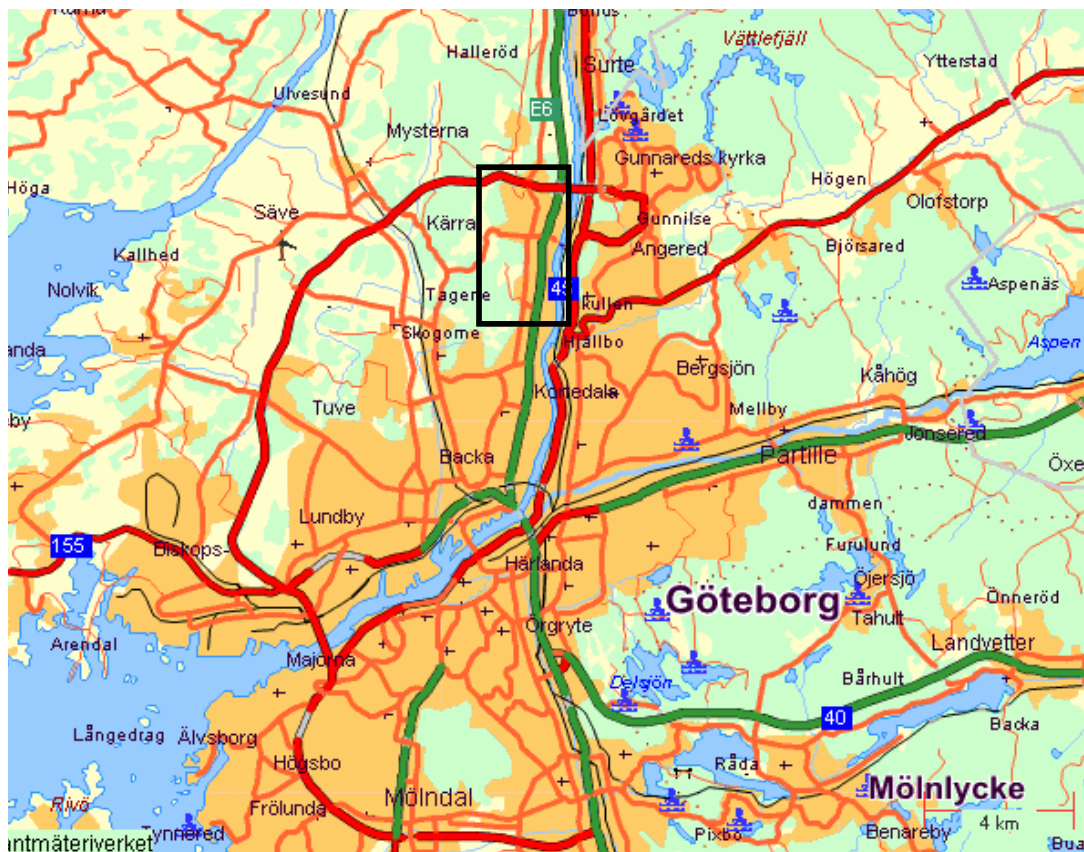 Halleröd
Vättlefjäll
Ytterstad
Surte
Ulvesund
E6
Lövgårdet
Mysterna
Gunnareds kyrka
Högen
Höga
Olofstorp
Säve
Kärra
Gunnilse
Kallhed
Angered
Björsared
Nolvik
Tagene
45
kullen
Aspenäs
Skogome
Hjällbo
Aspen
Bergsjön
Kåhög
Tuve
Kortedala
Mellby
Jonsered
Backa
Partille
dammen
Lundby
155
Biskops-
Furulund
Härlanda
Öjersjö
Göteborg
Önneröd
Arendal
Örgryte
Tahult
Landvetter
Majorna
Delsjön
Bårhult
40
Backa
Långedrag
Älvsborg
Högsbo
Råda
Mölnlycke
Rivö
Frölunda
Mölndal
4 km
Tynnered
Pixbo
Benareby
antmäteriverket